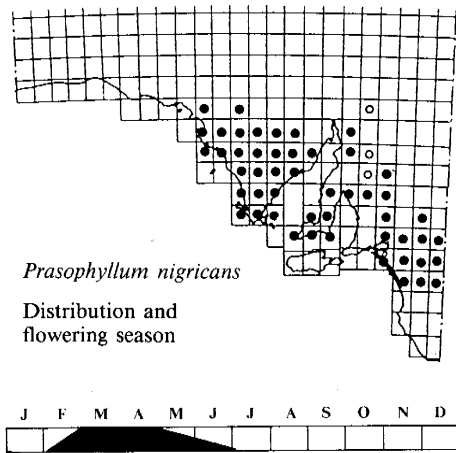 Prasophyllum nigricans
Distribution and
flowering season
J F M A M J J A S O N D